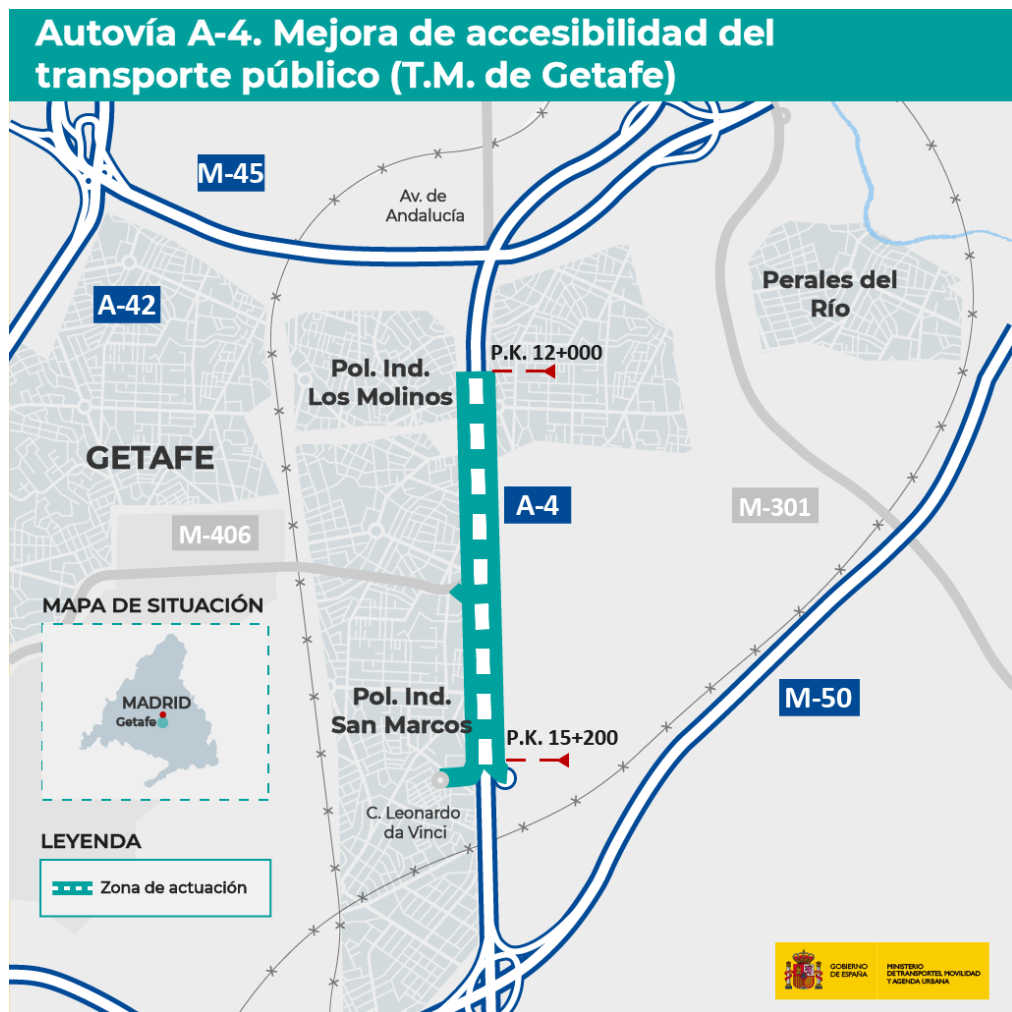 Autovía A-4. Mejora de accesibilidad del
transporte público (T.M. de Getafe)
M-45
Av. de
Andalucía
A-42
Perales del
Río
P.K. 12+000
Pol. Ind.
Los Molinos
GETAFE
A-4
M-301
M-406
MAPA DE SITUACIÓN
MADRID
Getafe
Pol. Ind.
San Marcos
M-50
P.K. 15+200
C. Leonardo
da Vinci
LEYENDA
Zona de actuación
GOBIERNO
DE ESPAÑA
MINISTERIO
DE TRANSPORTES, MOVILIDAD
Y AGENDA URBANA